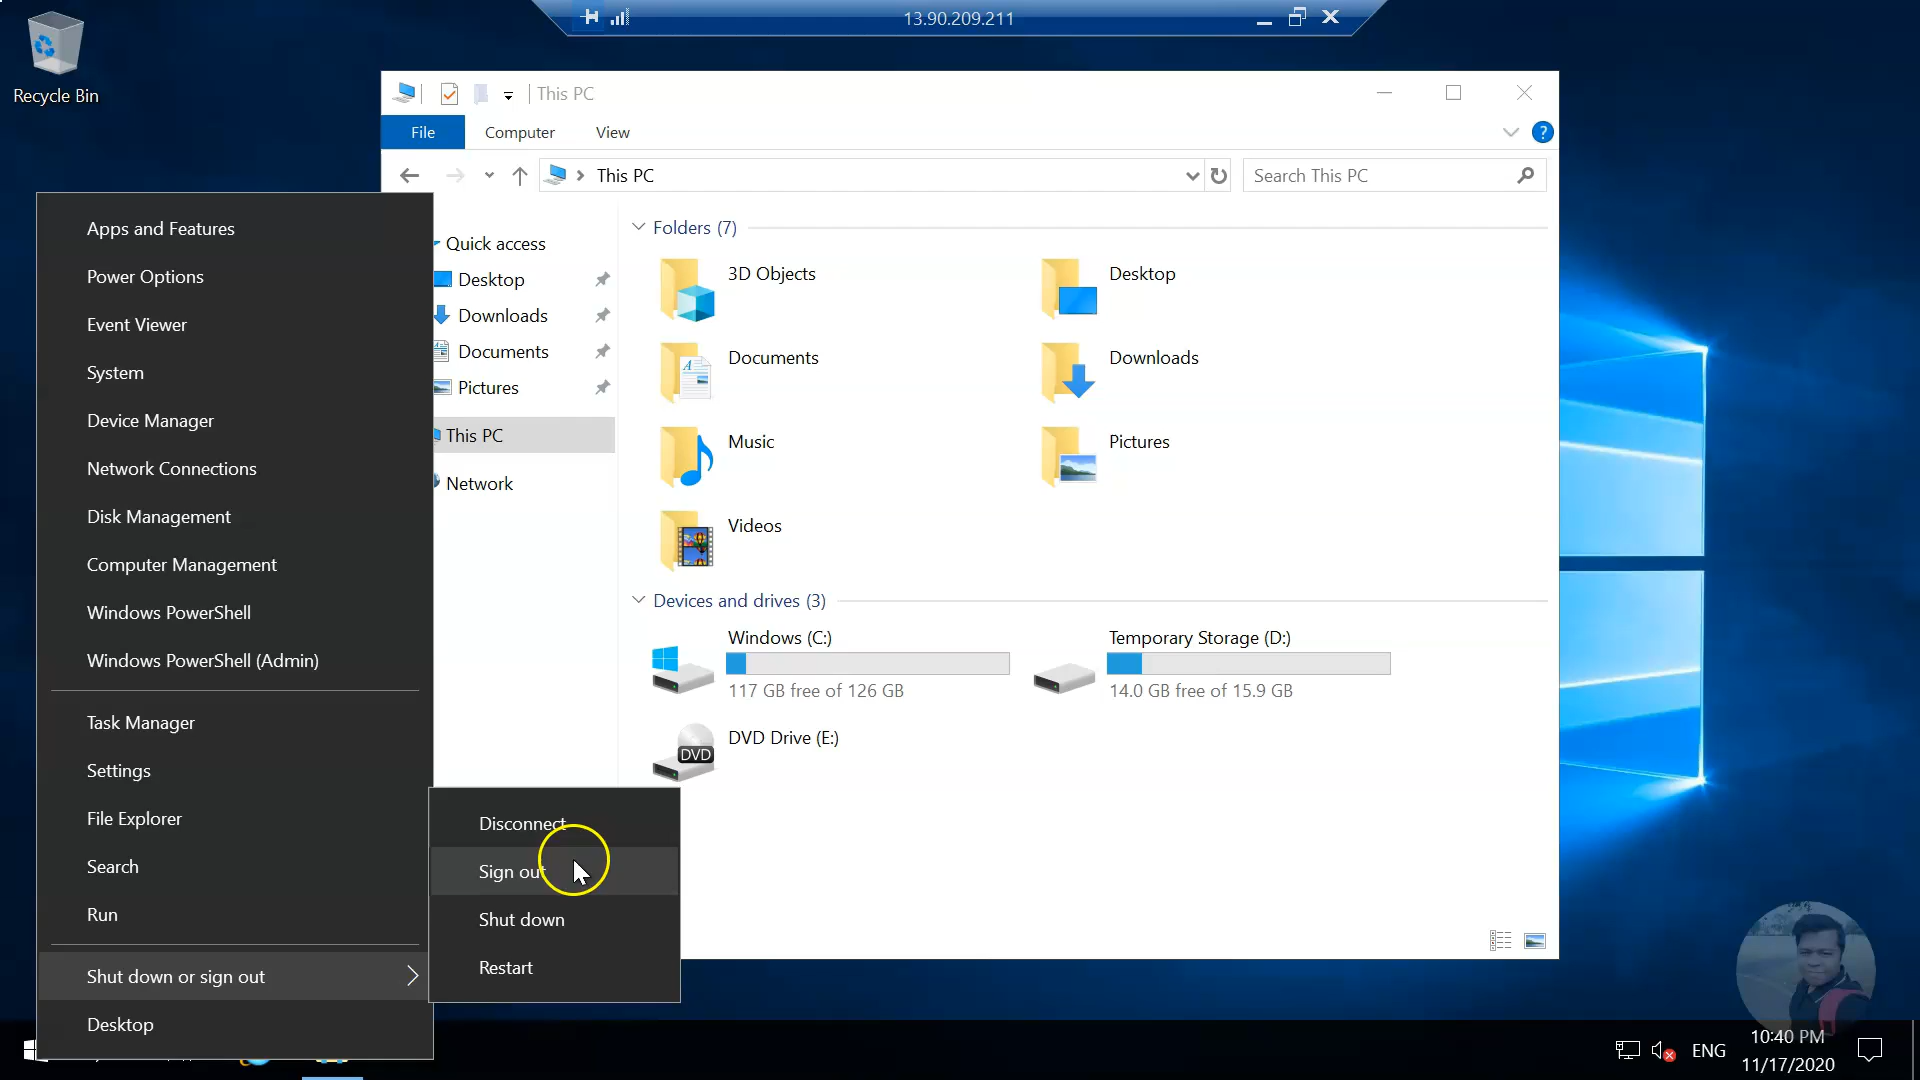 13.90.209.211
Recycle Bin
This PC
File
Computer
View
?
This PC
Search This PC
Apps and Features
Power Options
Event Viewer
System
Device Manager
Network Connections
Disk Management
Computer Management
Windows PowerShell
Windows PowerShell (Admin)
Task Manager
Settings
File Explorer
Search
Run
Shut down or sign out
Desktop
Quick access
Desktop
Downloads
Documents
Pictures
This PC
Network
Folders (7)
3D Objects
Desktop
Documents
Downloads
Music
Pictures
Videos
Devices and drives (3)
Windows (C:)
117 GB free of 126 GB
Temporary Storage (D:)
14.0 GB free of 15.9 GB
DVD
DVD Drive (E:)
Disconnect
Sign out
Shut down
Restart
ENG
10:40 PM
11/17/2020